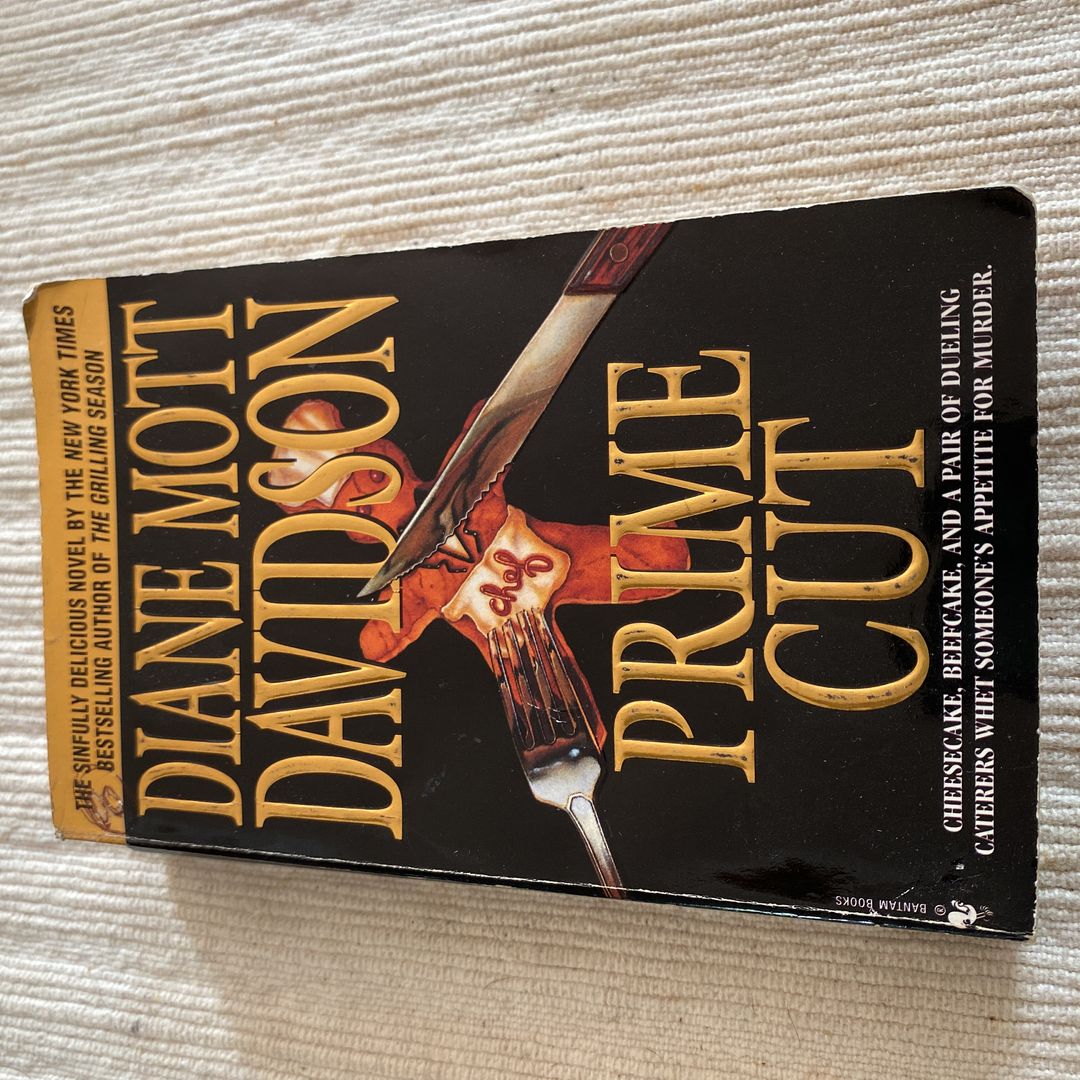 THE SINFULLY DELICIOUS NOVEL BY THE NEW YORK TIMES
BESTSELLING AUTHOR OF THE GRILLING SEASON
DIANE MOTT
DAVIDSON
chef
PRIME
CUT
CHEESECAKE, BEEFCAKE, AND A PAIR OF DUELING
CATERERS WHET SOMEONE'S APPETITE FOR MURDER.
® BANTAM BOOKS